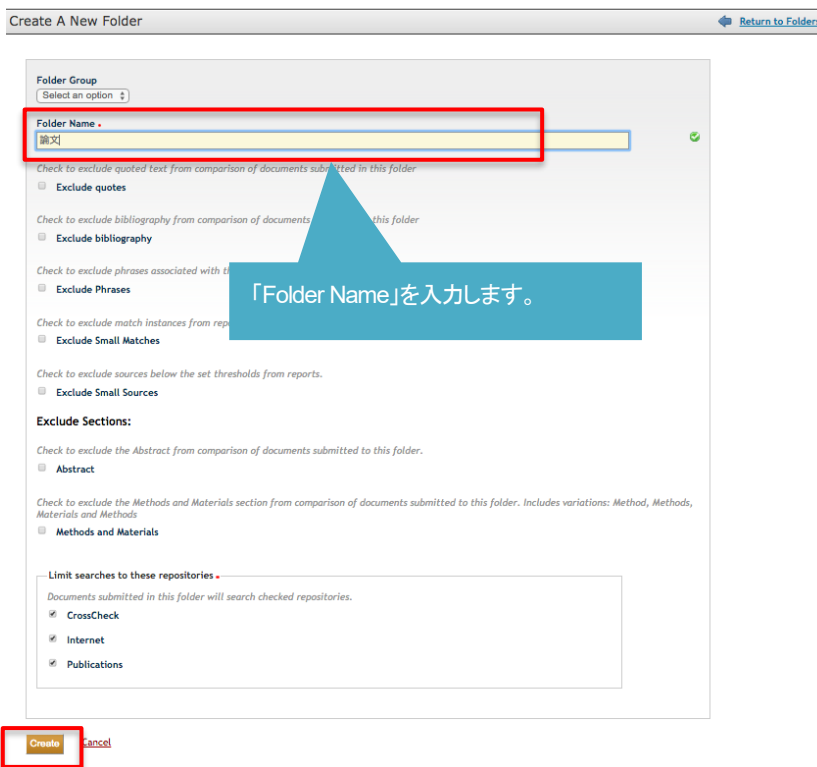 Create A New Folder
Return to Folders
Folder Group
Select an option
Folder Name
論文
Check to exclude quoted text from comparison of documents submitted in this folder
Exclude quotes
Check to exclude bibliography from comparison of documents this folder
Exclude bibliography
Check to exclude phrases associated with
Exclude Phrases
「Folder Name」を入力します。
Check to exclude match instances from
Exclude Small Matches
Check to exclude sources below the set thresholds from reports.
Exclude Small Sources
Exclude Sections:
Check to exclude the Abstract from comparison of documents submitted to this folder.
Abstract
Check to exclude the Methods and Materials section from comparison of documents submitted to this folder. Includes variations: Method, Methods,
Materials and Methods
Methods and Materials
Limit searches to these repositories
Documents submitted in this folder will search checked repositories.
CrossCheck
Internet
Publications
Create Cancel